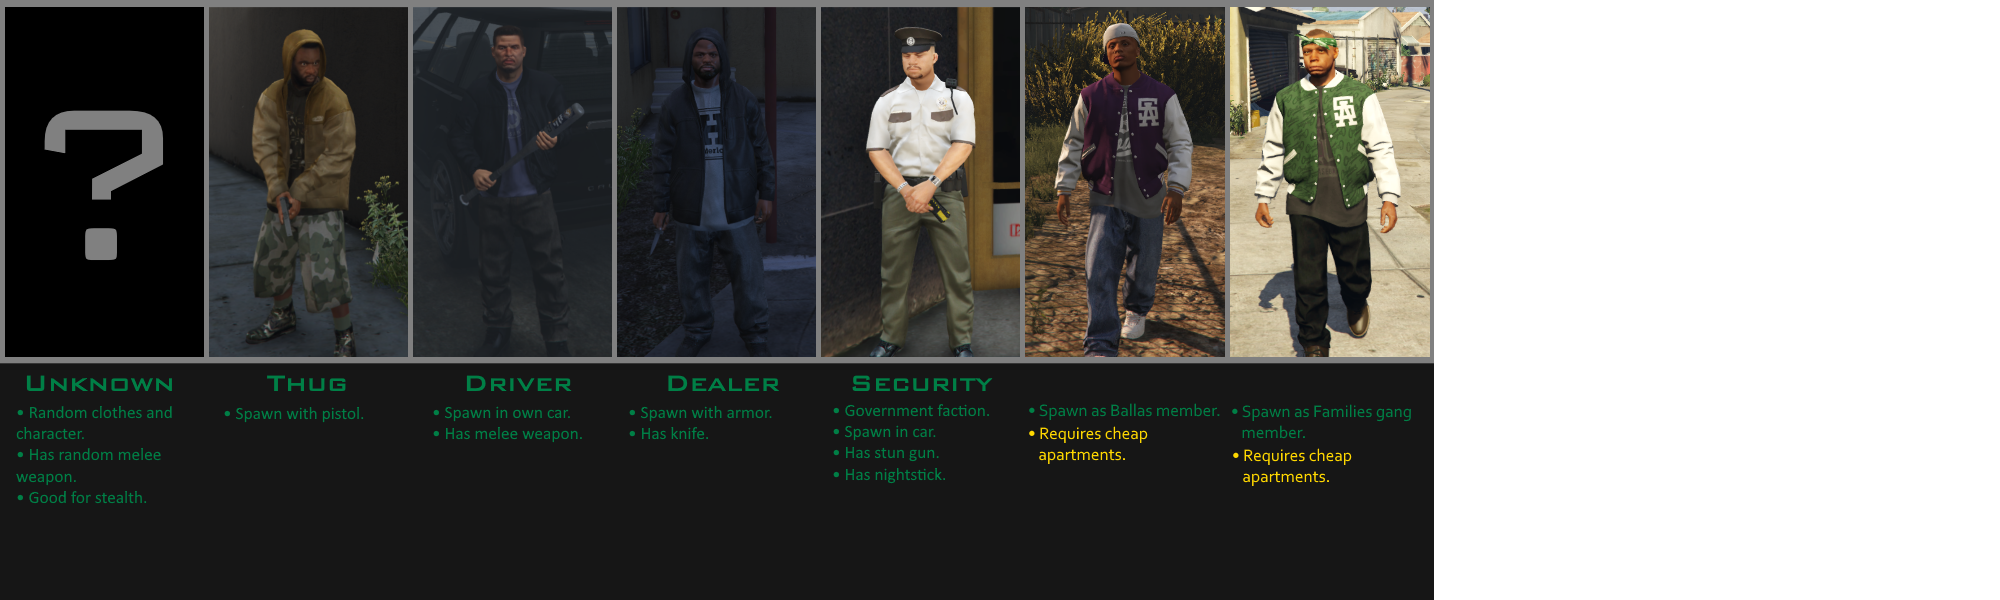 UNKNOWN
• Random clothes and
character.
• Has random melee
weapon.
• Good for stealth.
THUG
• Spawn with pistol.
DRIVER
• Spawn in own car.
• Has melee weapon.
DEALER
• Spawn with armor.
• Has knife.
SECURITY
• Government faction.
• Spawn in car.
• Has stun gun.
• Has nightstick.
• Spawn as Ballas member.
• Requires cheap
apartments.
• Spawn as Families gang
member.
• Requires cheap
apartments.